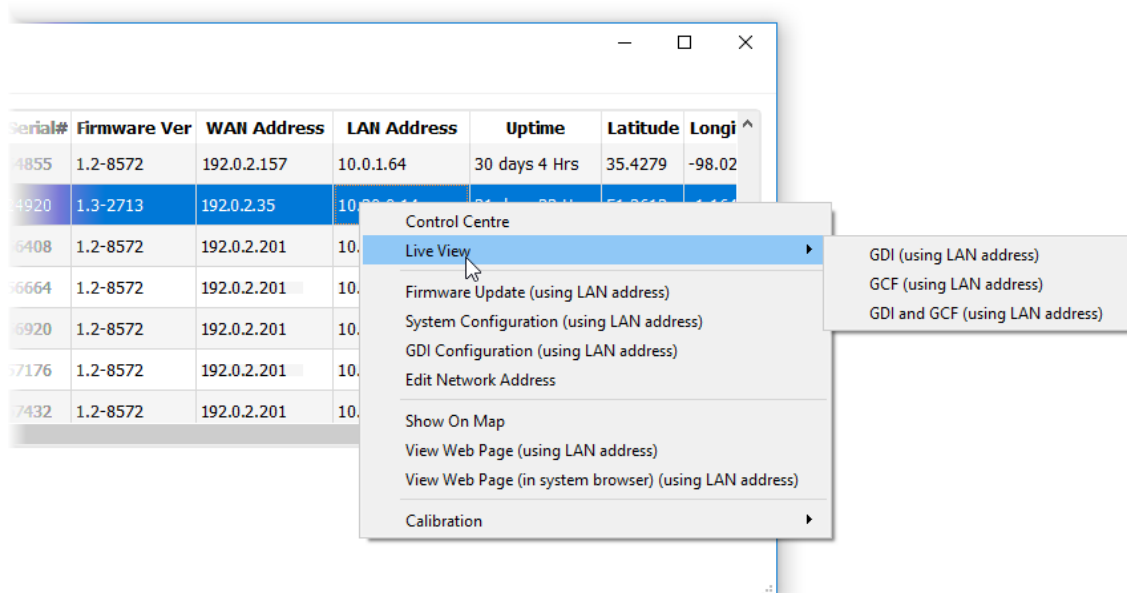 Serial# Firmware Ver WAN Address LAN Address Uptime Latitude Longi
4855 1.2-8572 192.0.2.157 10.0.1.64 30 days 4 Hrs 35.4279 -98.02
4920 1.3-2713 192.0.2.35 10.
6408 1.2-8572 192.0.2.201 10.
6664 1.2-8572 192.0.2.201 10.
6920 1.2-8572 192.0.2.201 10.
7176 1.2-8572 192.0.2.201 10.
7432 1.2-8572 192.0.2.201 10.
Control Centre
Live View
Firmware Update (using LAN address)
System Configuration (using LAN address)
GDI Configuration (using LAN address)
Edit Network Address
Show On Map
View Web Page (using LAN address)
View Web Page (in system browser) (using LAN address)
Calibration
GDI (using LAN address)
GCF (using LAN address)
GDI and GCF (using LAN address)